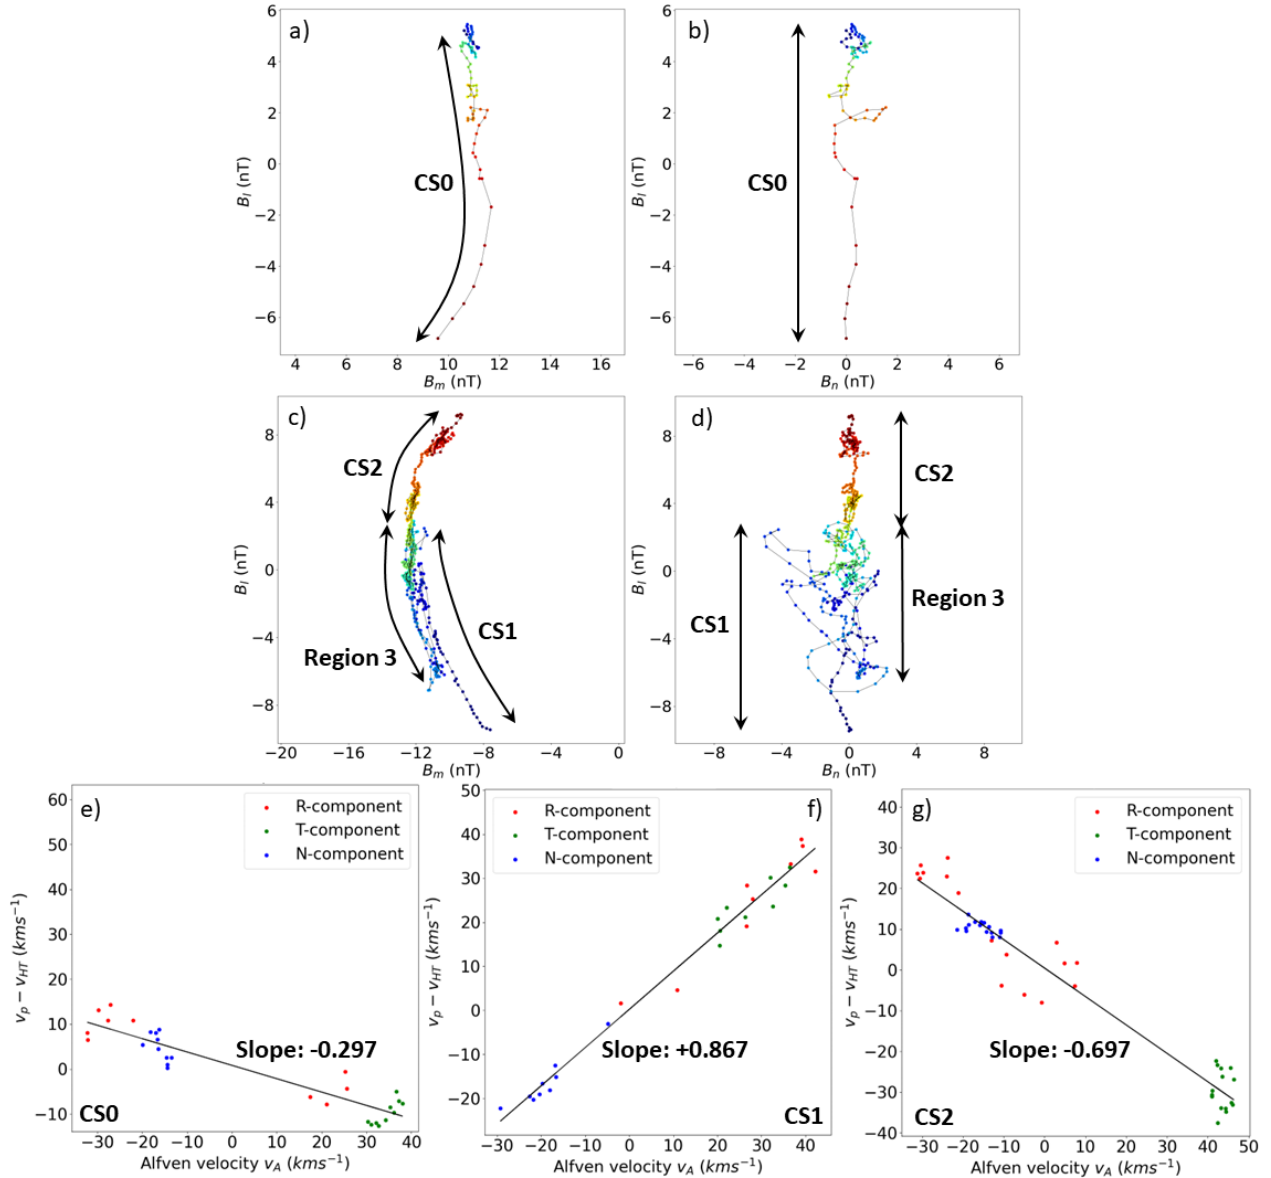 a)
6
4
2
0
−2
−4
−6
B_l (nT)
CS0
4 6 8 10 12 14 16
B_m (nT)
b)
6
4
2
0
−2
−4
−6
B_l (nT)
CS0
−6 −4 −2 0 2 4 6
B_n (nT)
c)
8
4
0
−4
−8
B_l (nT)
CS2
CS1
Region 3
−20 −16 −12 −8 −4 0
B_m (nT)
d)
8
4
0
−4
−8
B_l (nT)
CS2
Region 3
CS1
−8 −4 0 4 8
B_n (nT)
e)
R-component
T-component
N-component
60
50
40
30
20
10
0
−10
v_p − v_HT (kms⁻¹)
Slope: -0.297
CS0
−30 −20 −10 0 10 20 30 40
Alfven velocity v_A (kms⁻¹)
f)
R-component
T-component
N-component
50
40
30
20
10
0
−10
−20
v_p − v_HT (kms⁻¹)
Slope: +0.867
CS1
−30 −20 −10 0 10 20 30 40
Alfven velocity v_A (kms⁻¹)
g)
R-component
T-component
N-component
40
30
20
10
0
−10
−20
−30
−40
v_p − v_HT (kms⁻¹)
Slope: -0.697
CS2
−30 −20 −10 0 10 20 30 40 50
Alfven velocity v_A (kms⁻¹)